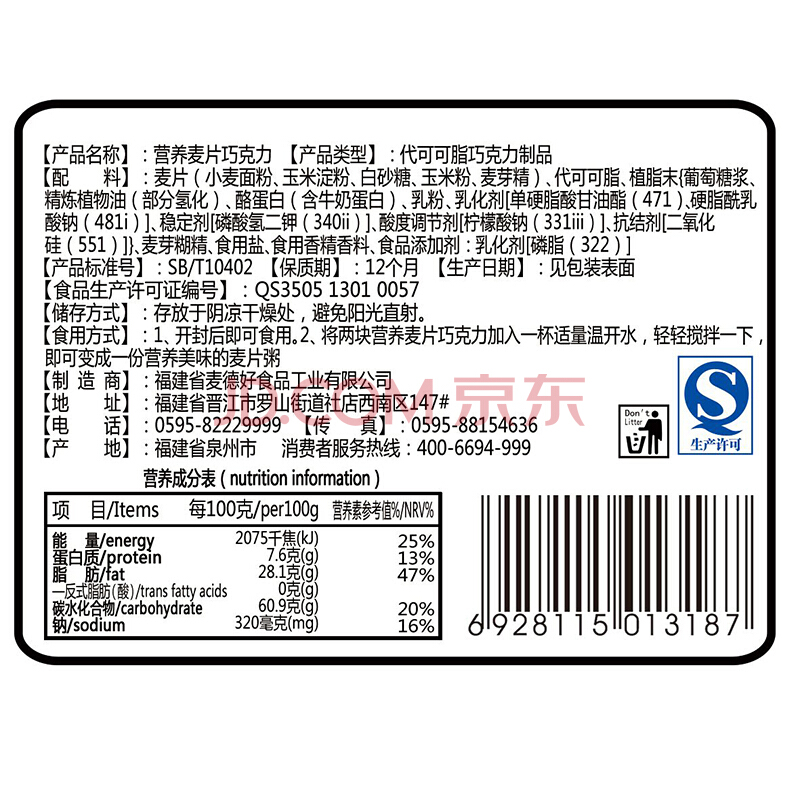 【产品名称】：营养麦片巧克力 【产品类型】：代可可脂巧克力制品
【配 料】：麦片（小麦面粉、玉米淀粉、白砂糖、玉米粉、麦芽精）、代可可脂、植脂末{葡萄糖浆、
精炼植物油（部分氢化）、酪蛋白（含牛奶蛋白）、乳粉、乳化剂[单硬脂酸甘油酯（471）、硬脂酰乳
酸钠（481i）]、稳定剂[磷酸氢二钾（340ii）]、酸度调节剂[柠檬酸钠（331iii）]、抗结剂[二氧化
硅（551）]}、麦芽糊精、食用盐、食用香精香料、食品添加剂：乳化剂[磷脂（322）]
【产品标准号】：SB/T10402 【保质期】：12个月 【生产日期】：见包装表面
【食品生产许可证编号】：QS3505 1301 0057
【储存方式】：存放于阴凉干燥处，避免阳光直射。
【食用方式】：1、开封后即可食用。2、将两块营养麦片巧克力加入一杯适量温开水，轻轻搅拌一下，
即可变成一份营养美味的麦片粥
【制 造 商】：福建省麦德好食品工业有限公司
【地 址】：福建省晋江市罗山街道社店西南区147#
【电 话】：0595-82229999 【传 真】：0595-88154636
【产 地】：福建省泉州市 消费者服务热线：400-6694-999
JD.COM 京东
Don't
Litter
生产许可
营养成分表（nutrition information）
项 目/Items 每100克/per100g 营养素参考值%/NRV%
能 量/energy 2075千焦(kJ) 25%
蛋白质/protein 7.6克(g) 13%
脂 肪/fat 28.1克(g) 47%
—反式脂肪(酸)/trans fatty acids 0克(g)
碳水化合物/carbohydrate 60.9克(g) 20%
钠/sodium 320毫克(mg) 16%
6 928115 013187